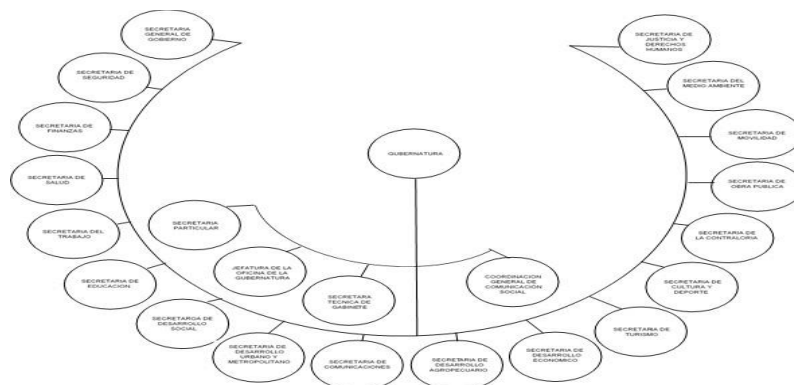 SECRETARIA
GENERAL DE
GOBIERNO
SECRETARIA DE
JUSTICIA Y
DERECHOS
HUMANOS
SECRETARIA DE
SEGURIDAD
SECRETARIA DEL
MEDIO AMBIENTE
SECRETARIA DE
FINANZAS
SECRETARIA DE
MOVILIDAD
GUBERNATURA
SECRETARIA DE
SALUD
SECRETARIA DE
OBRA PUBLICA
SECRETARIA DEL
TRABAJO
SECRETARIA
PARTICULAR
SECRETARIA DE
LA CONTRALORIA
SECRETARIA DE
EDUCACION
JEFATURA DE LA
OFICINA DE LA
GUBERNATURA
SECRETARA
TECNICA DE
GABINETE
COORDINACION
GENERAL DE
COMUNICACION
SOCIAL
SECRETARIA DE
CULTURA Y
DEPORTE
SECRETARGA DE
DESARROLLO
SOCIAL
SECRETARIA DE
TURISMO
SECRETARIA DE
DESARROLLO
URBANO Y
METROPOLITANO
SECRETARIA DE
COMUNICACIONES
SECRETARIA DE
DESARROLLO
AGROPECUARIO
SECRETARIA DE
DESARROLLO
ECONOMICO